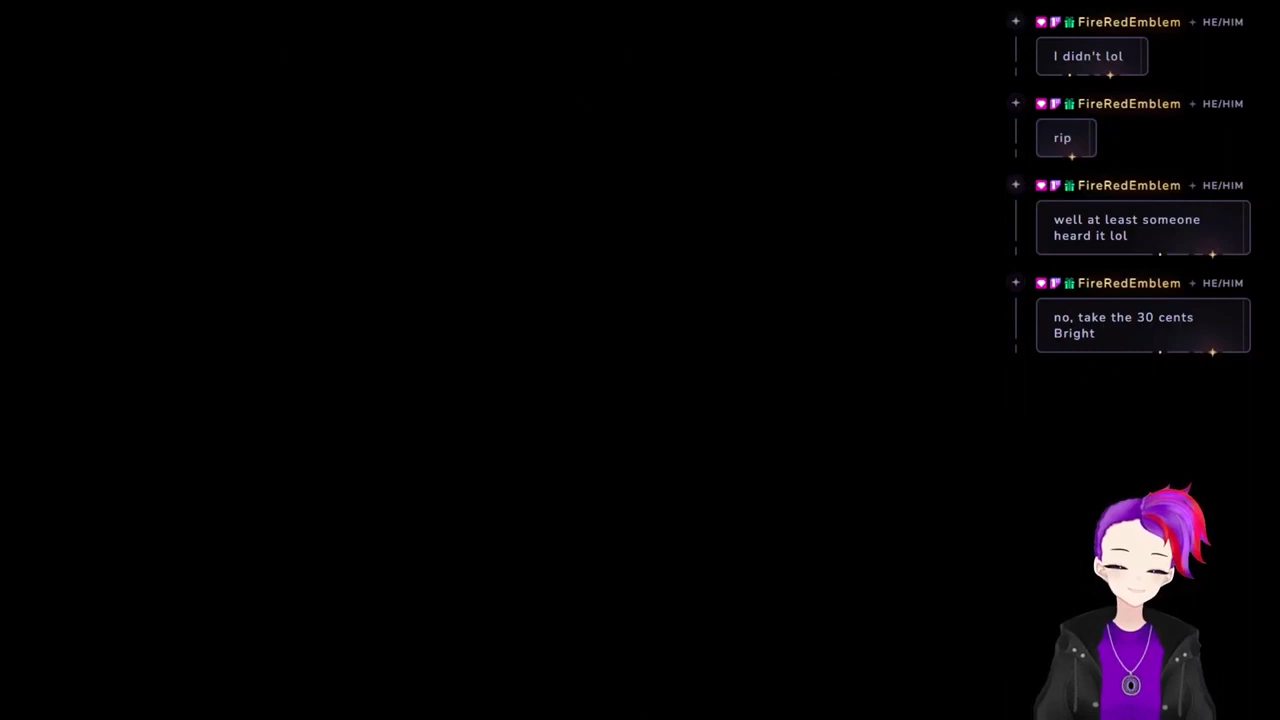 FireRedEmblem HE/HIM
I didn't lol
FireRedEmblem HE/HIM
rip
FireRedEmblem HE/HIM
well at least someone
heard it lol
FireRedEmblem HE/HIM
no, take the 30 cents
Bright